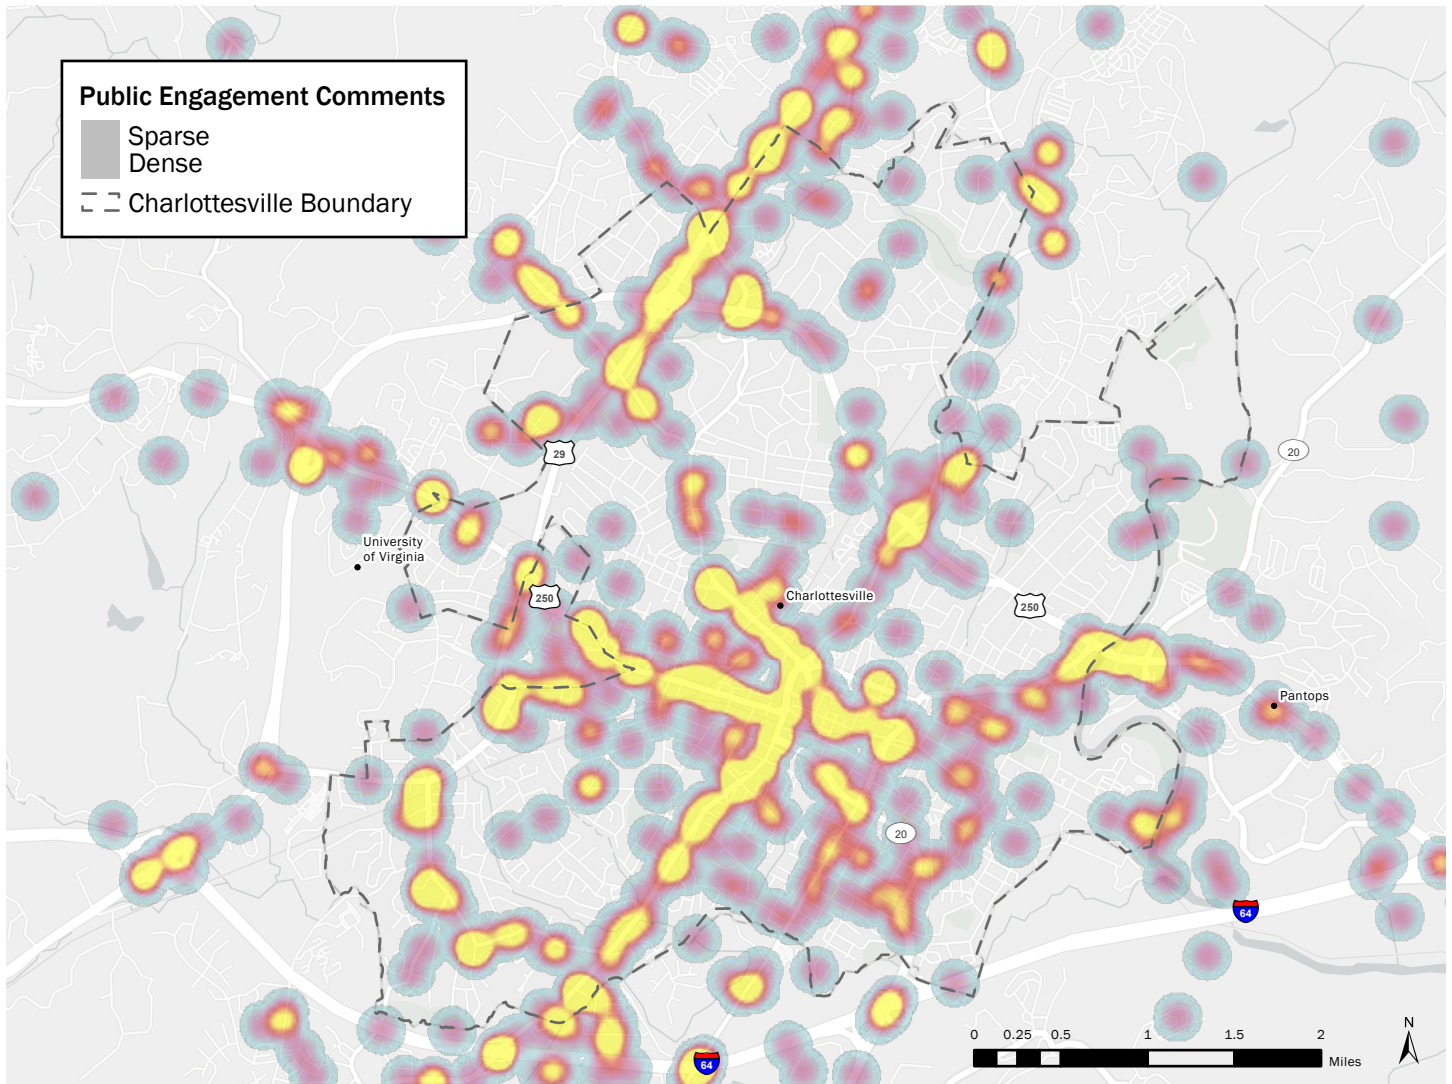 Public Engagement Comments
Sparse
Dense
Charlottesville Boundary
29
20
University
of Virginia
250
Charlottesville
250
Pantops
20
64
64
0 0.25 0.5 1 1.5 2
Miles
N